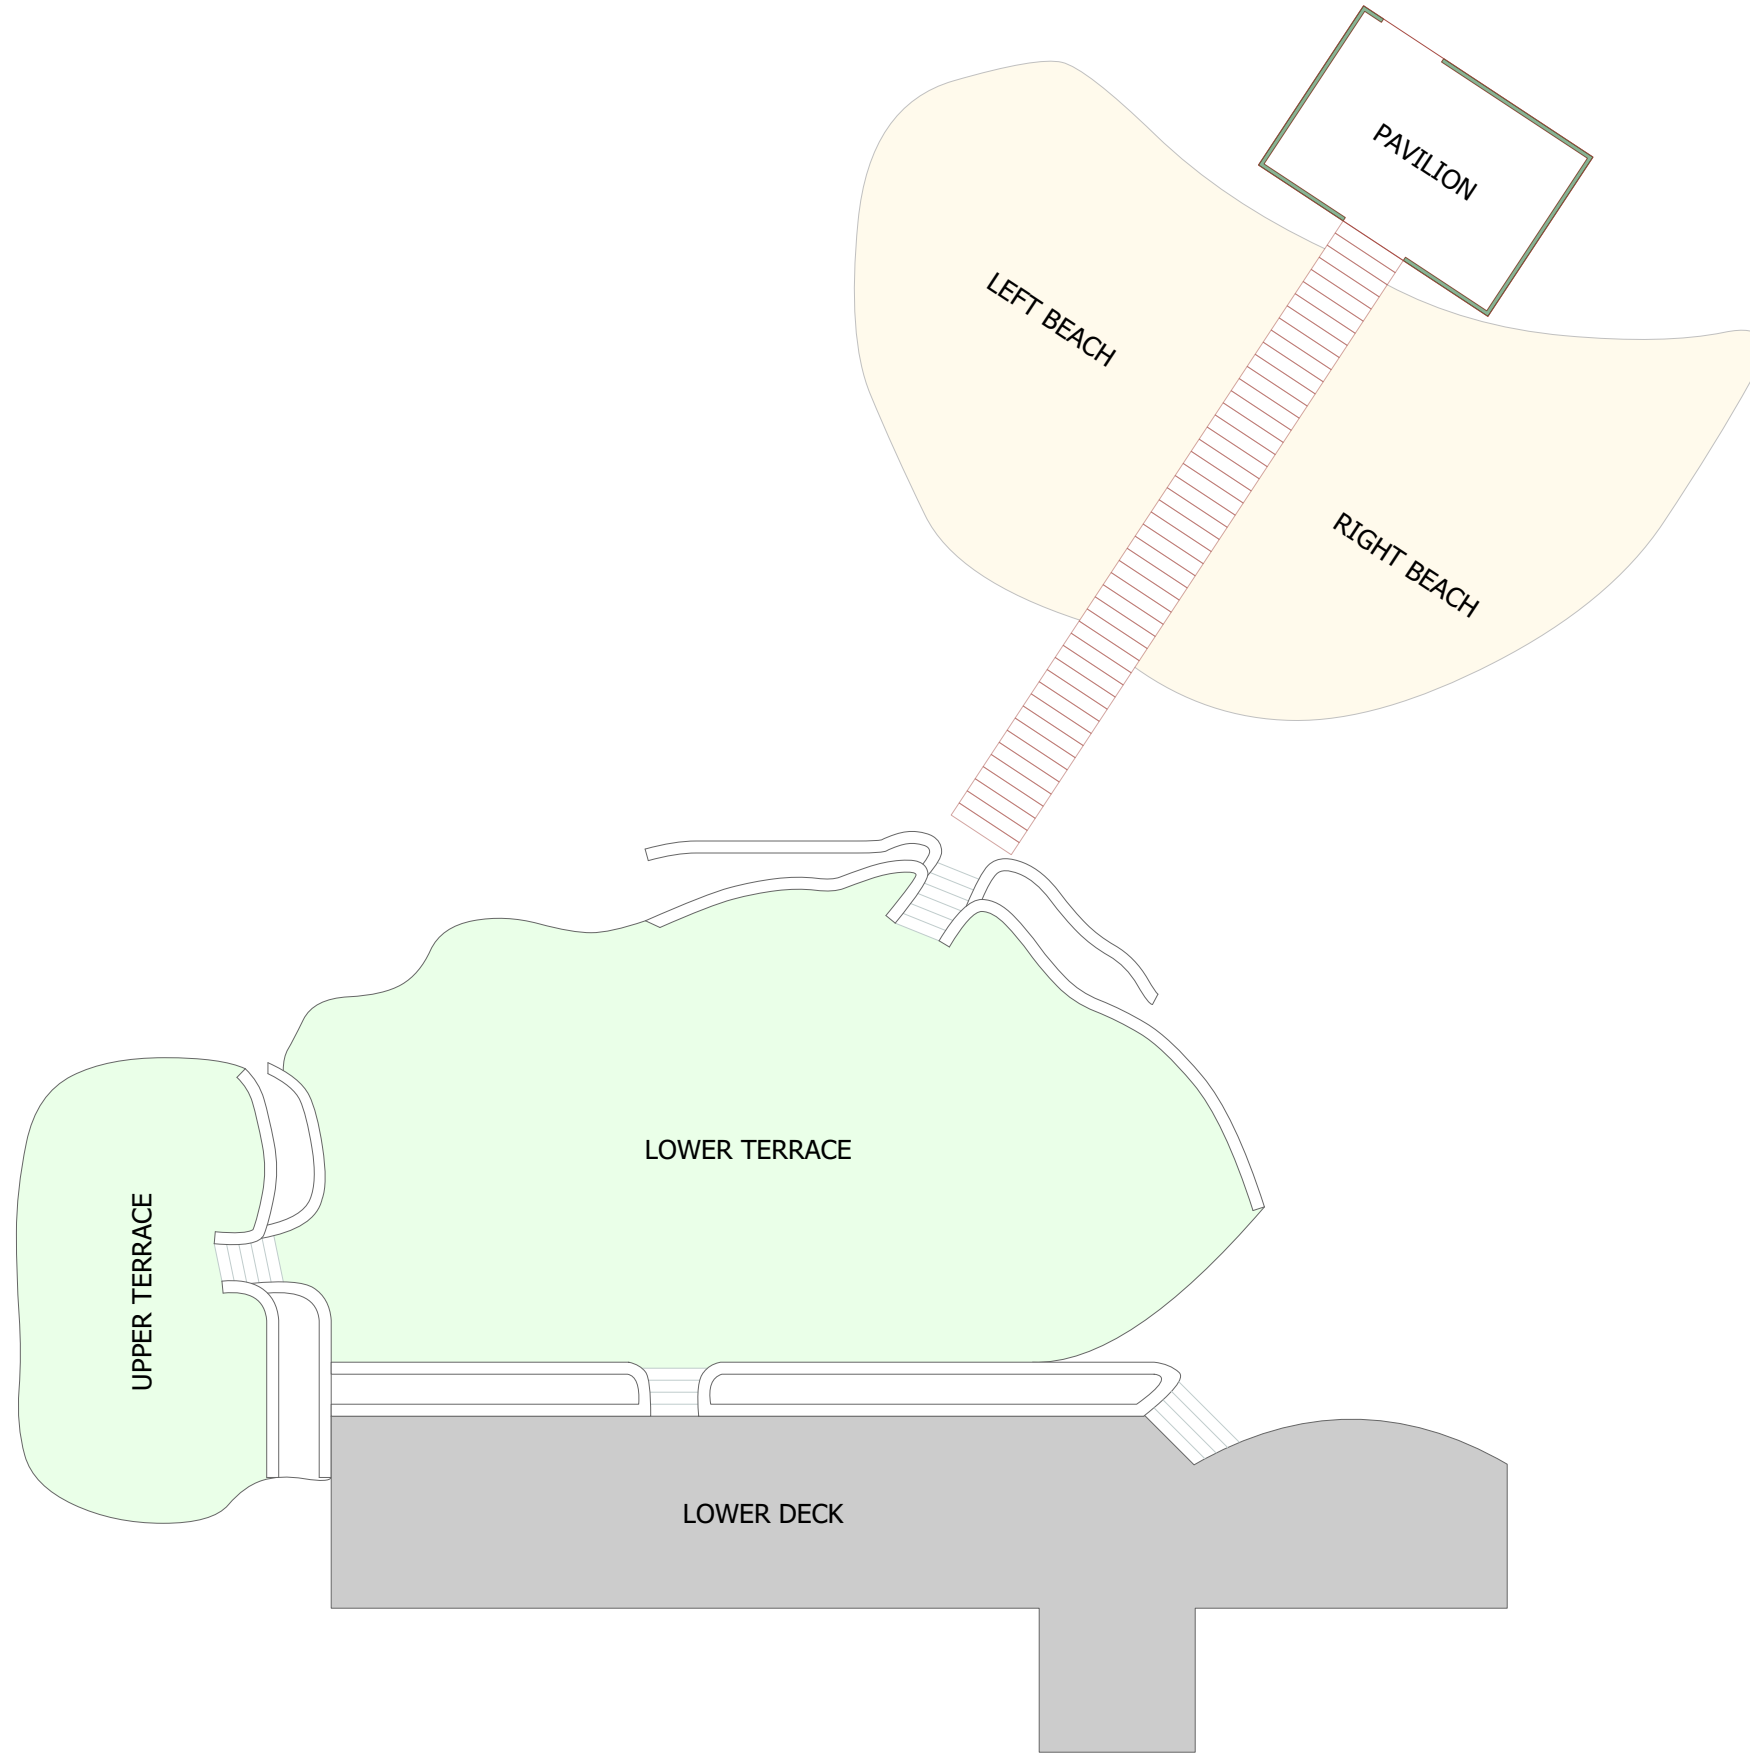 PAVILION
LEFT BEACH
RIGHT BEACH
LOWER TERRACE
UPPER TERRACE
LOWER DECK